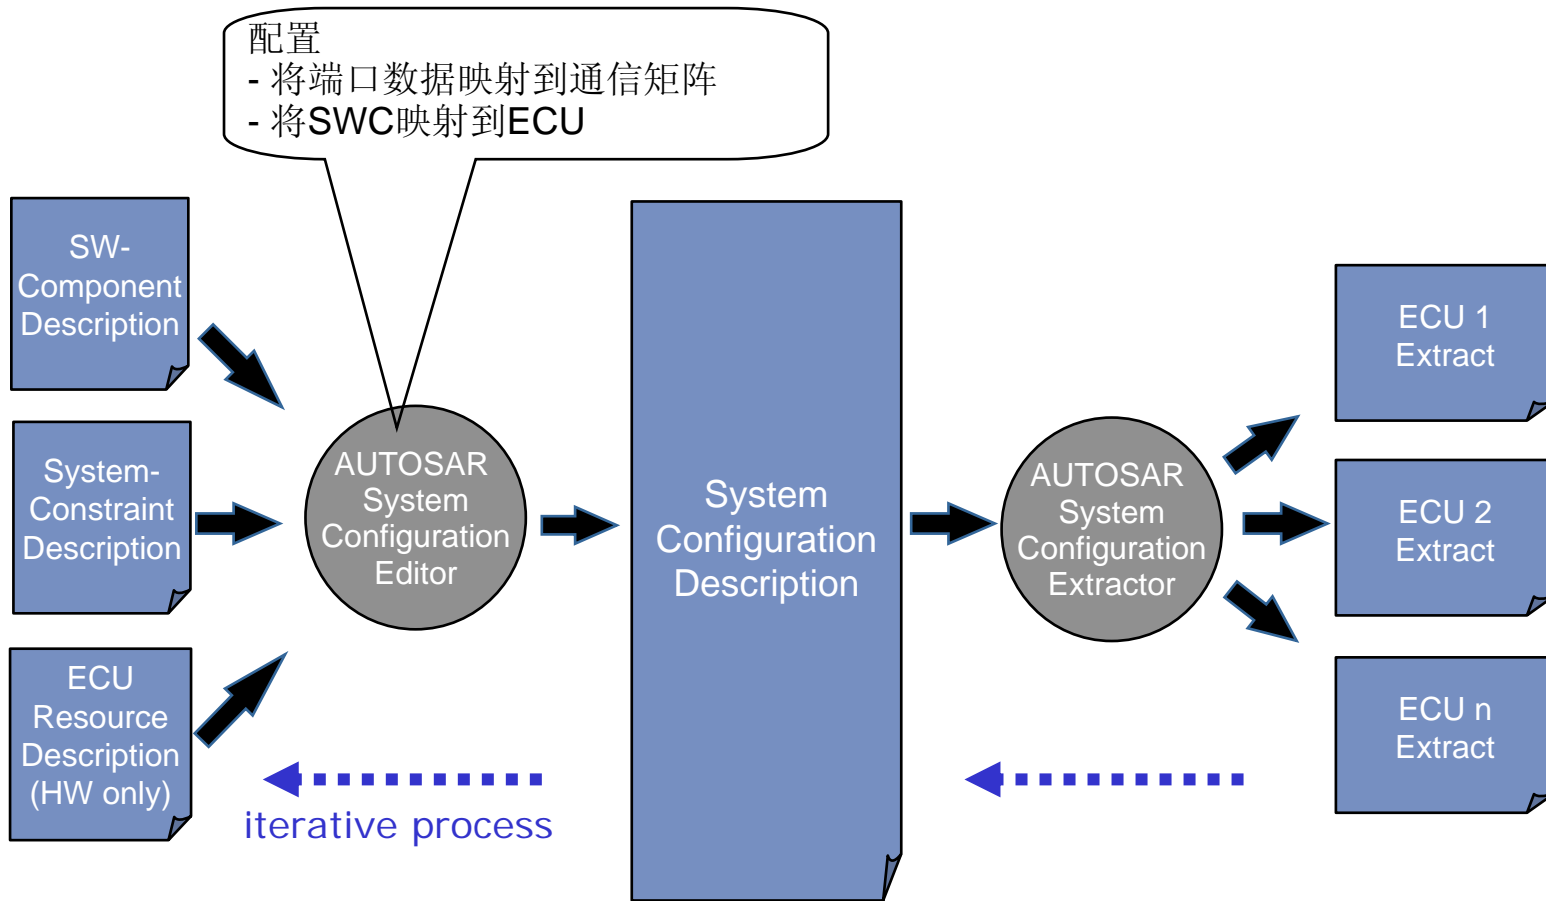 配置
- 将端口数据映射到通信矩阵
- 将SWC映射到ECU
SW-
Component
Description
System-
Constraint
Description
ECU
Resource
Description
(HW only)
AUTOSAR
System
Configuration
Editor
System
Configuration
Description
AUTOSAR
System
Configuration
Extractor
ECU 1
Extract
ECU 2
Extract
ECU n
Extract
iterative process